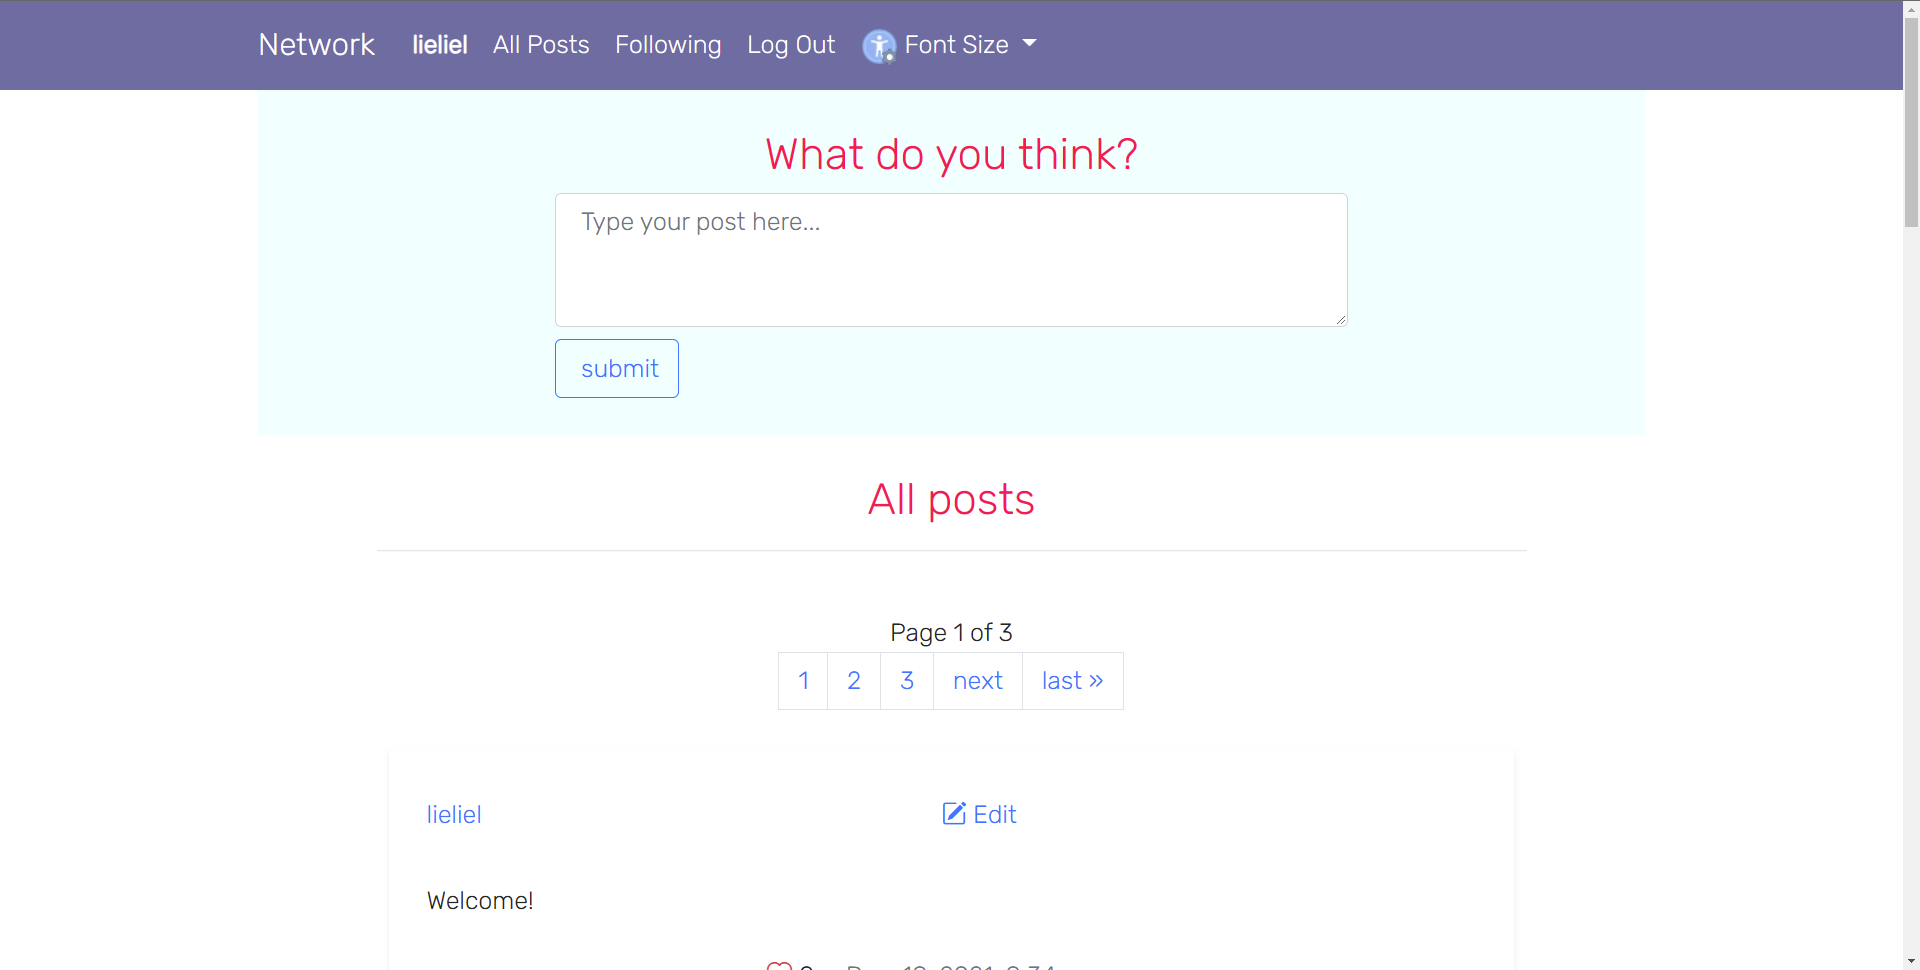 Network lieliel All Posts Following Log Out Font Size
What do you think?
Type your post here...
submit
All posts
Page 1 of 3
1 2 3 next last »
lieliel Edit
Welcome!